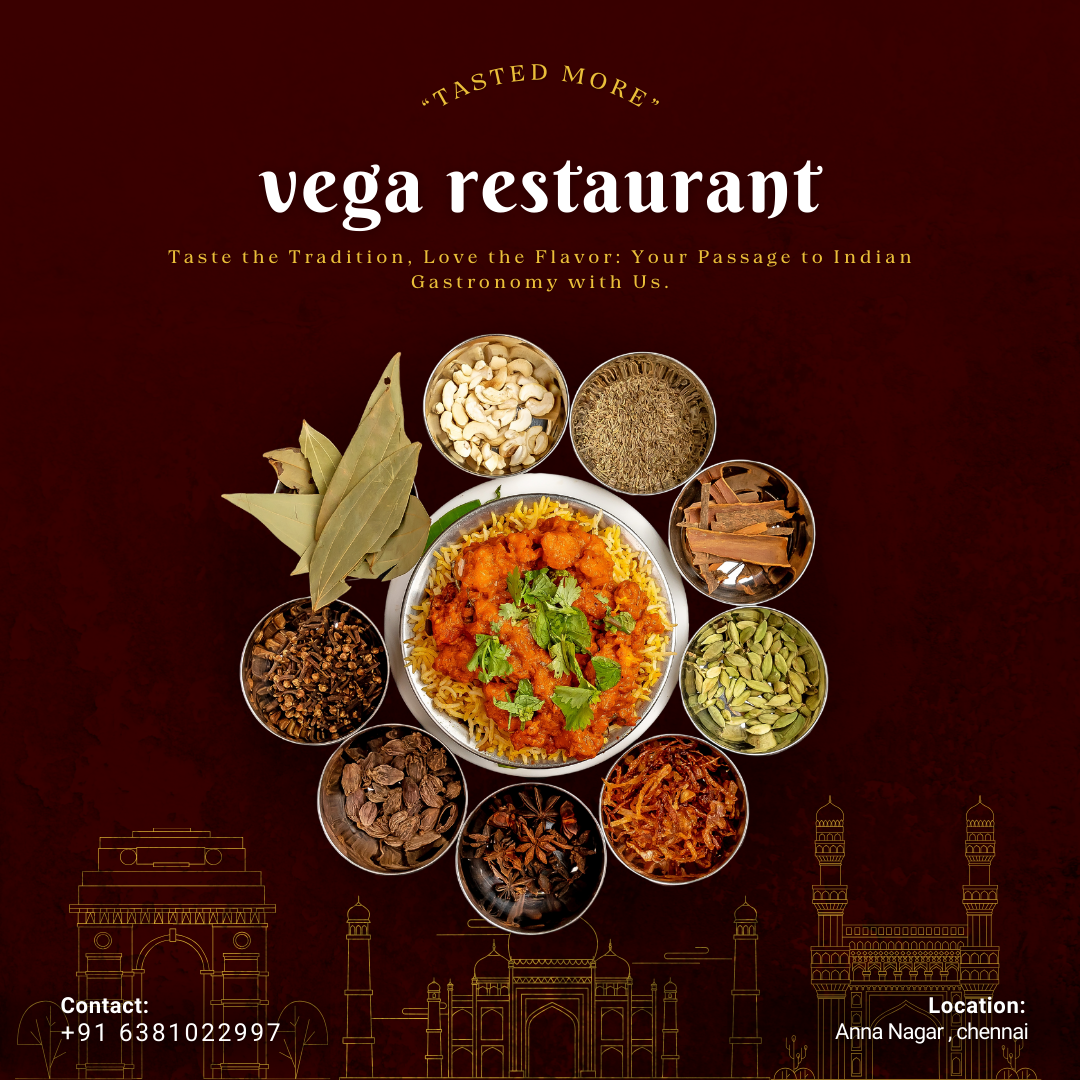 “TASTED MORE”
vega restaurant
Taste the Tradition, Love the Flavor: Your Passage to Indian
Gastronomy with Us.
Contact:
+91 6381022997
Location:
Anna Nagar , chennai